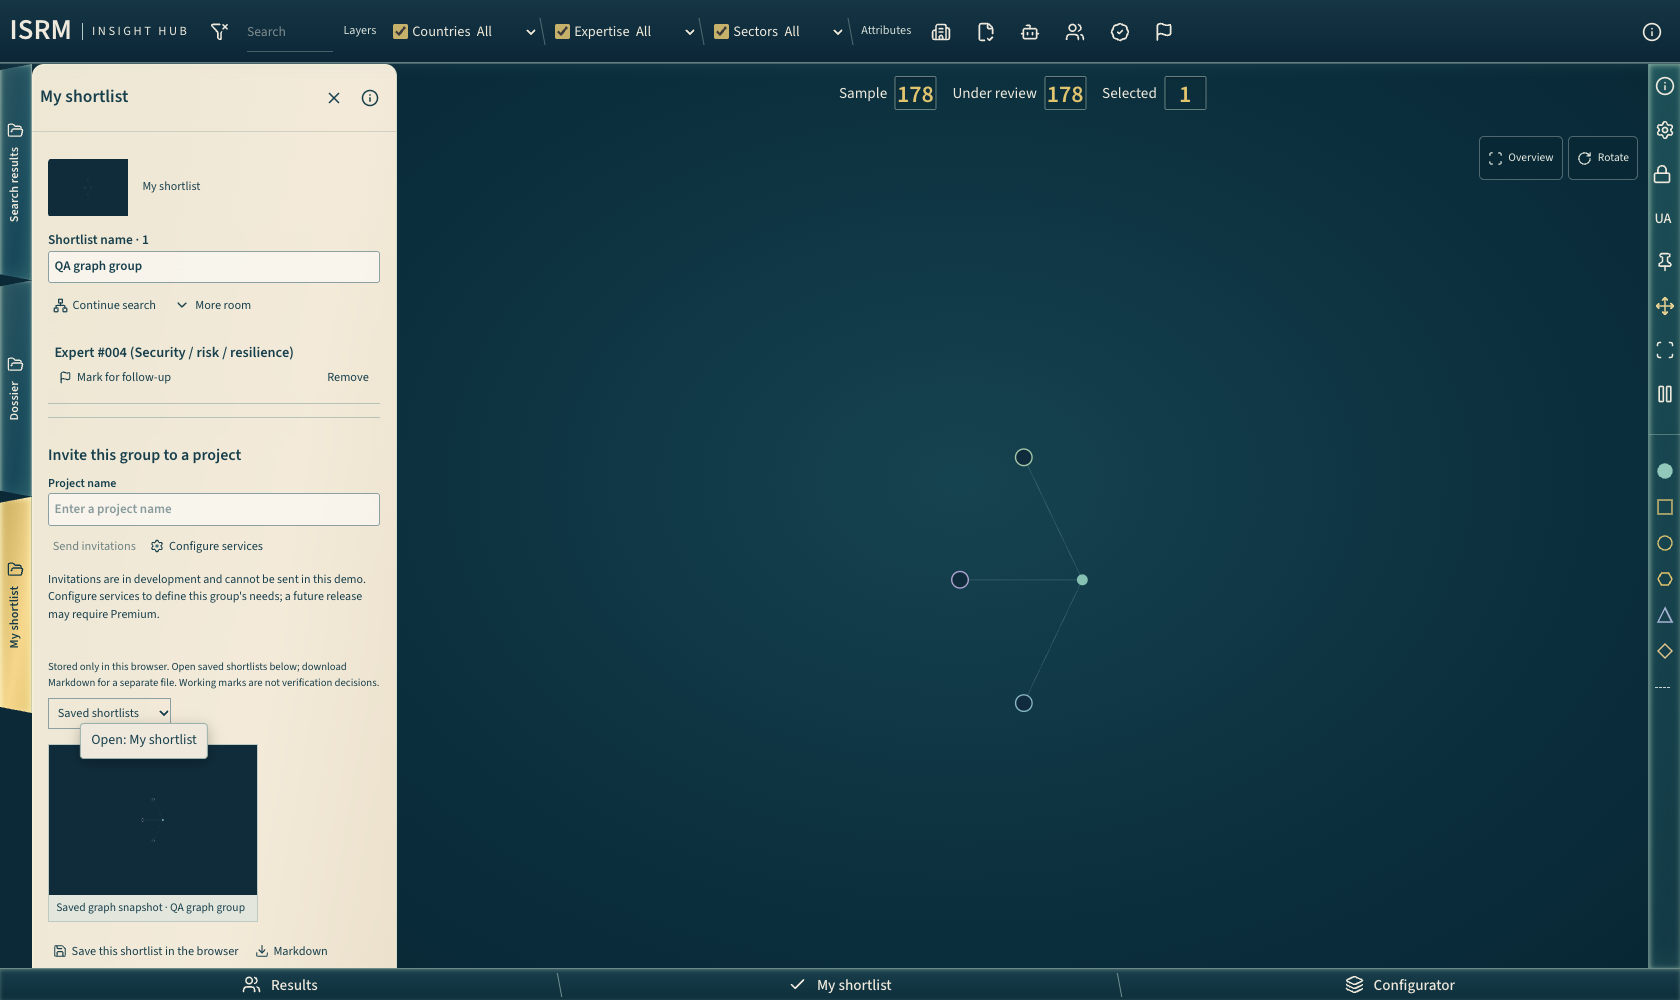 ISRM | INSIGHT HUB
Search
Layers
Countries All
Expertise All
Sectors All
Attributes
Search results
Dossier
My shortlist
My shortlist
My shortlist
Shortlist name · 1
QA graph group
Continue search
More room
Expert #004 (Security / risk / resilience)
Mark for follow-up
Remove
Invite this group to a project
Project name
Enter a project name
Send invitations
Configure services
Invitations are in development and cannot be sent in this demo.
Configure services to define this group's needs; a future release
may require Premium.
Stored only in this browser. Open saved shortlists below; download
Markdown for a separate file. Working marks are not verification decisions.
Saved shortlists
Open: My shortlist
Saved graph snapshot · QA graph group
Save this shortlist in the browser
Markdown
Sample 178
Under review 178
Selected 1
Overview
Rotate
UA
Results
My shortlist
Configurator